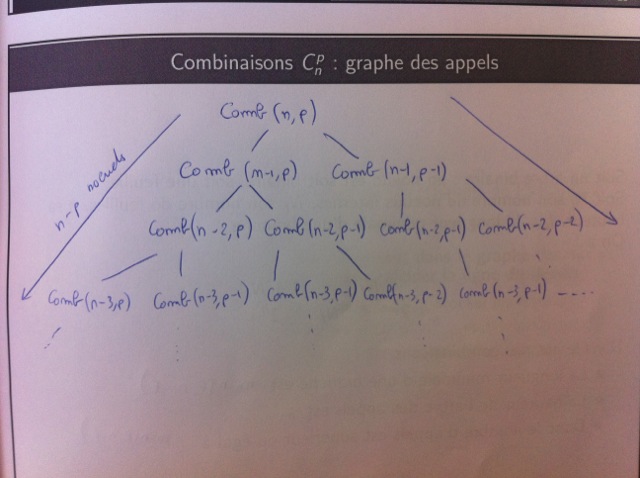 Combinaisons C_n^p : graphe des appels
Comb (n,p)
n-p noeuds
Comb (n-1,p) Comb (n-1,p-1)
Comb(n-2,p) Comb(n-2,p-1) Comb(n-2,p-1) Comb(n-2,p-2)
Comb(n-3,p) Comb(n-3,p-1) Comb(n-3,p-1) Comb(n-3,p-2) Comb(n-3,p-1) ....